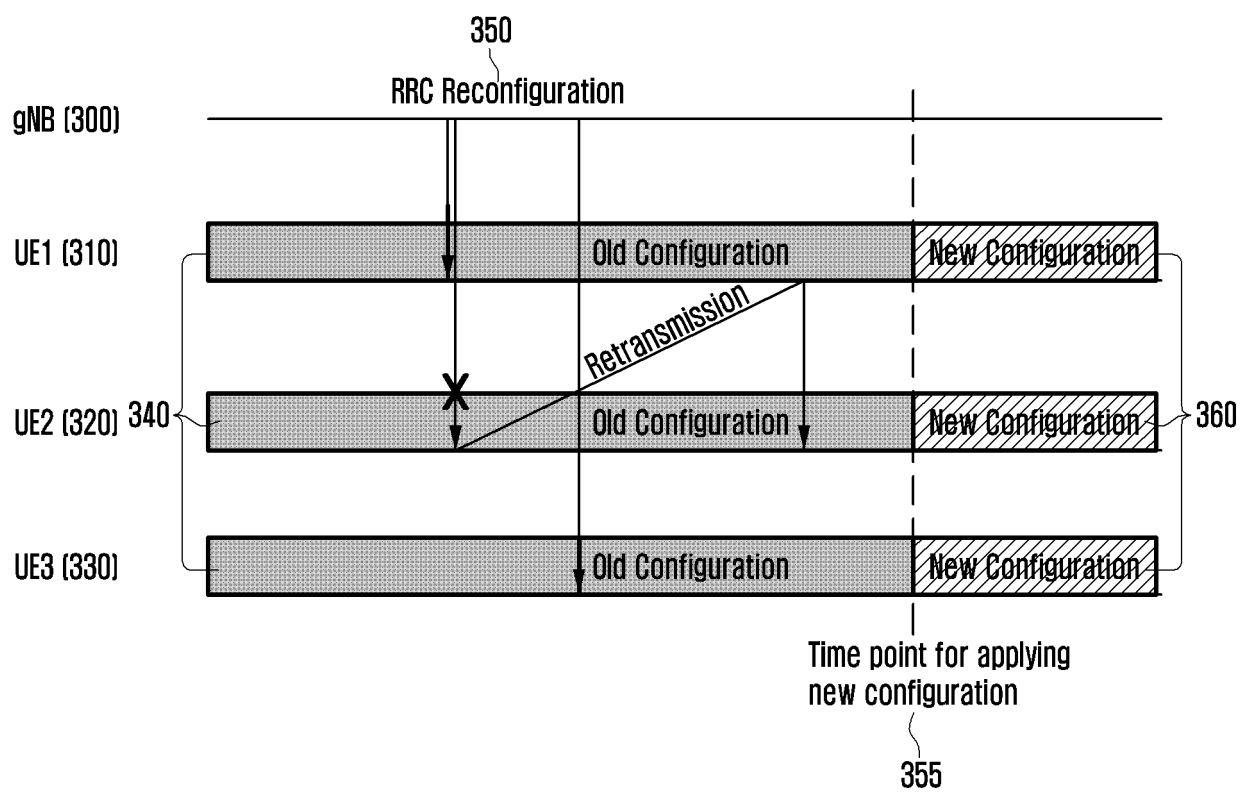 350
RRC Reconfiguration
gNB (300)
UE1 (310)
Old Configuration
New Configuration
Retransmission
340
UE2 (320)
Old Configuration
New Configuration
360
UE3 (330)
Old Configuration
New Configuration
Time point for applying
new configuration
355